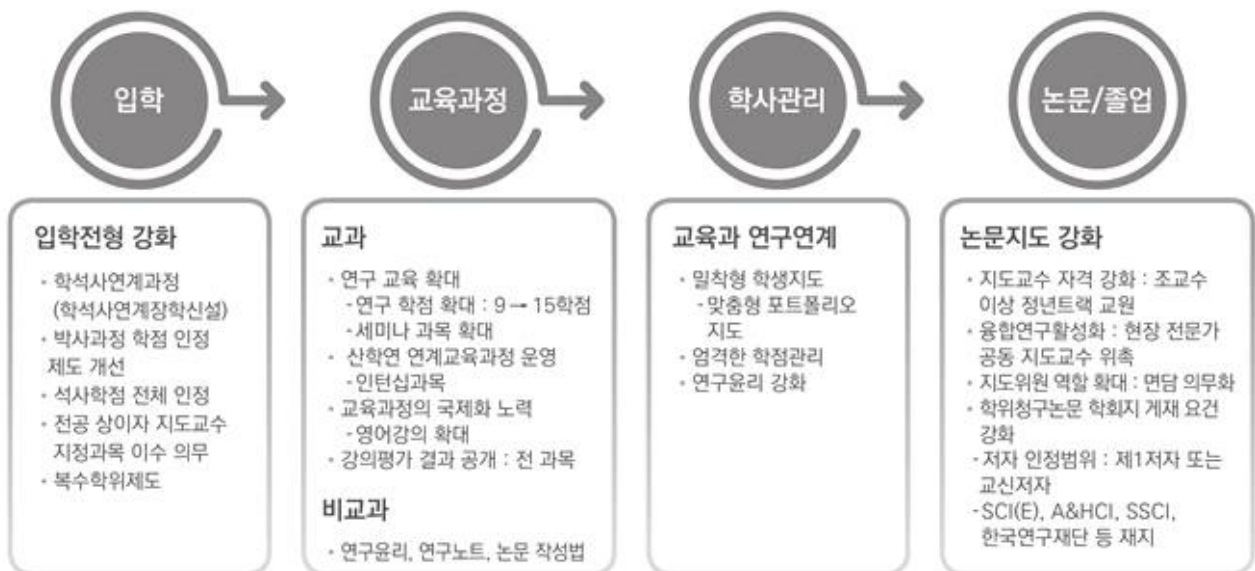 입학
교육과정
학사관리
논문/졸업
입학전형 강화
• 학석사연계과정
(학석사연계장학신설)
• 박사과정 학점 인정
제도 개선
• 석사학점 전체 인정
• 전공 상이자 지도교수
지정과목 이수 의무
• 복수학위제도
교과
• 연구 교육 확대
-연구 학점 확대 : 9 → 15학점
-세미나 과목 확대
• 산학연 연계교육과정 운영
-인턴십과목
• 교육과정의 국제화 노력
-영어강의 확대
• 강의평가 결과 공개 : 전 과목
비교과
• 연구윤리, 연구노트, 논문 작성법
교육과 연구연계
• 밀착형 학생지도
- 맞춤형 포트폴리오
지도
• 엄격한 학점관리
• 연구윤리 강화
논문지도 강화
• 지도교수 자격 강화 : 조교수
이상 정년트랙 교원
• 융합연구활성화 : 현장 전문가
공동 지도교수 위촉
• 지도위원 역할 확대 : 면담 의무화
• 학위청구논문 학회지 게재 요건
강화
-저자 인정범위 : 제1저자 또는
교신저자
-SCI(E), A&HCI, SSCI,
한국연구재단 등 재지